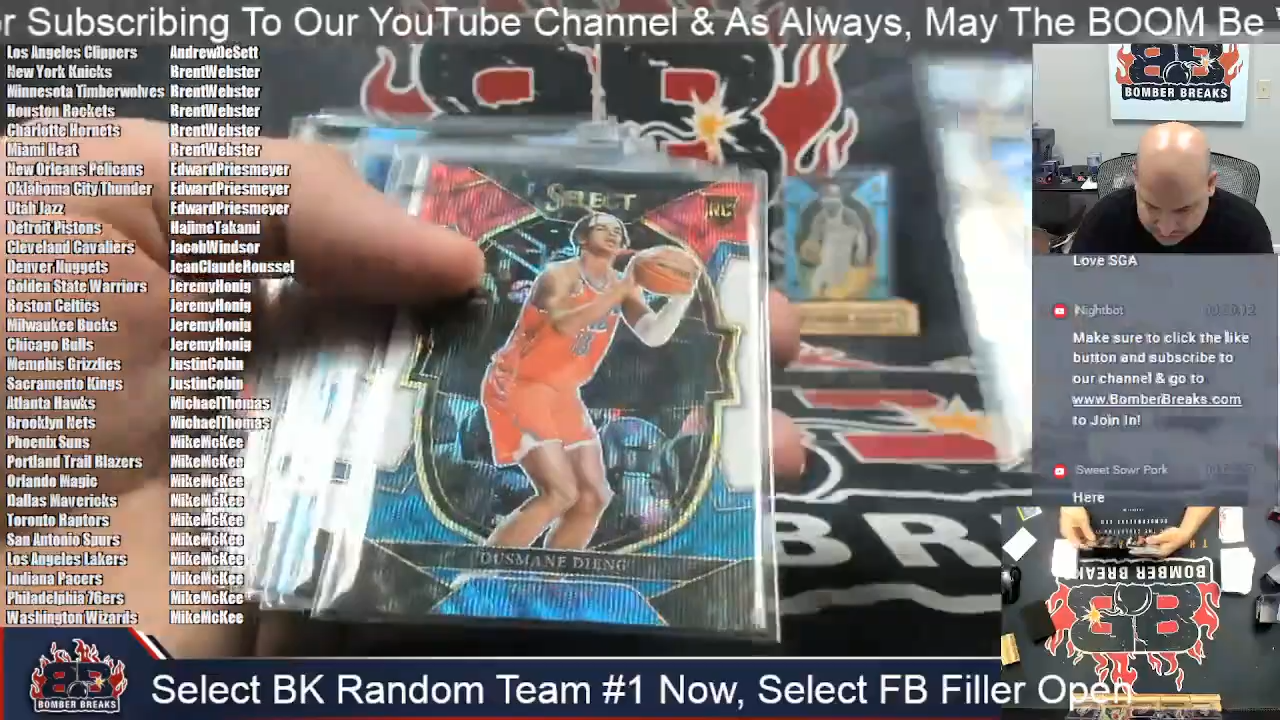 or Subscribing To Our YouTube Channel & As Always, May The BOOM Be
Los Angeles Clippers AndrewDeSett
New York Knicks BrentWebster
Minnesota Timberwolves BrentWebster
Houston Rockets BrentWebster
Charlotte Hornets BrentWebster
Miami Heat BrentWebster
New Orleans Pelicans EdwardPriesmeyer
Oklahoma City Thunder EdwardPriesmeyer
Utah Jazz EdwardPriesmeyer
Detroit Pistons HajimeTakami
Cleveland Cavaliers JacobWindsor
Denver Nuggets JeanClaudeRoussel
Golden State Warriors JeremyHonig
Boston Celtics JeremyHonig
Milwaukee Bucks JeremyHonig
Chicago Bulls JeremyHonig
Memphis Grizzlies JustinCobin
Sacramento Kings JustinCobin
Atlanta Hawks MichaelThomas
Brooklyn Nets MichaelThomas
Phoenix Suns MikeMcKee
Portland Trail Blazers MikeMcKee
Orlando Magic MikeMcKee
Dallas Mavericks MikeMcKee
Toronto Raptors MikeMcKee
San Antonio Spurs MikeMcKee
Los Angeles Lakers MikeMcKee
Indiana Pacers MikeMcKee
Philadelphia 76ers MikeMcKee
Washington Wizards MikeMcKee
SELECT
RC
OUSMANE DIENG
BR
BOMBER BREAKS
Love SGA
Nightbot
Make sure to click the like
button and subscribe to
our channel & go to
www.BomberBreaks.com
to Join In!
Sweet Sowr Pork
Here
BOMBER BREAKS
BOMBER BREAKS
Select BK Random Team #1 Now, Select FB Filler Open